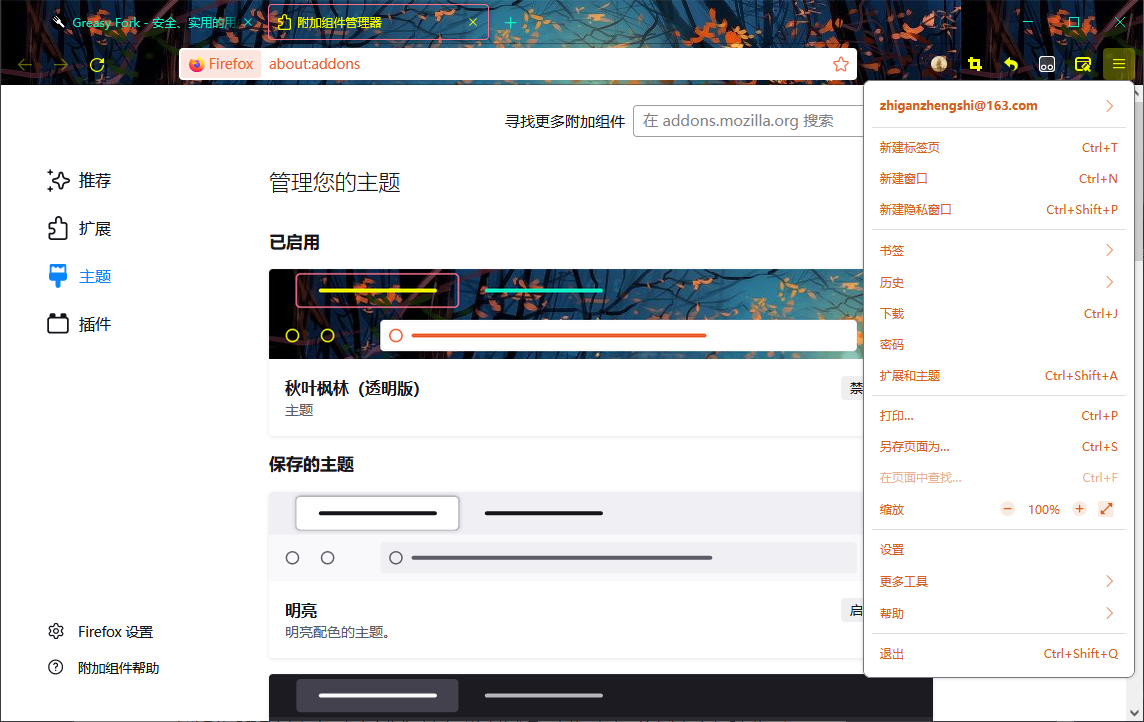 Greasy Fork - 安全、实用的用
附加组件管理器
Firefox
about:addons
寻找更多附加组件
在 addons.mozilla.org 搜索
推荐
扩展
主题
插件
管理您的主题
已启用
秋叶枫林（透明版）
主题
禁
保存的主题
明亮
明亮配色的主题。
启
Firefox 设置
附加组件帮助
zhiganzhengshi@163.com
新建标签页 Ctrl+T
新建窗口 Ctrl+N
新建隐私窗口 Ctrl+Shift+P
书签
历史
下载 Ctrl+J
密码
扩展和主题 Ctrl+Shift+A
打印... Ctrl+P
另存页面为... Ctrl+S
在页面中查找... Ctrl+F
缩放 − 100% +
设置
更多工具
帮助
退出 Ctrl+Shift+Q